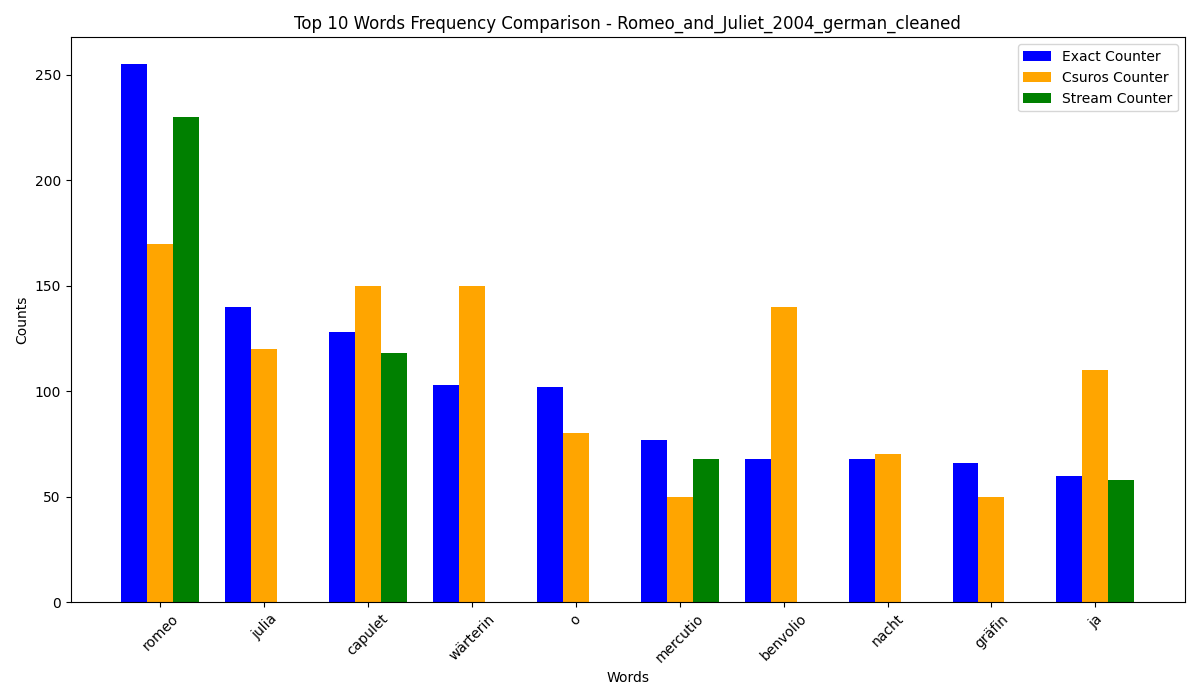 Top 10 Words Frequency Comparison - Romeo_and_Juliet_2004_german_cleaned
Exact Counter
Csuros Counter
Stream Counter
Counts
250
200
150
100
50
0
romeo
julia
capulet
wärterin
o
mercutio
benvolio
nacht
gräfin
ja
Words